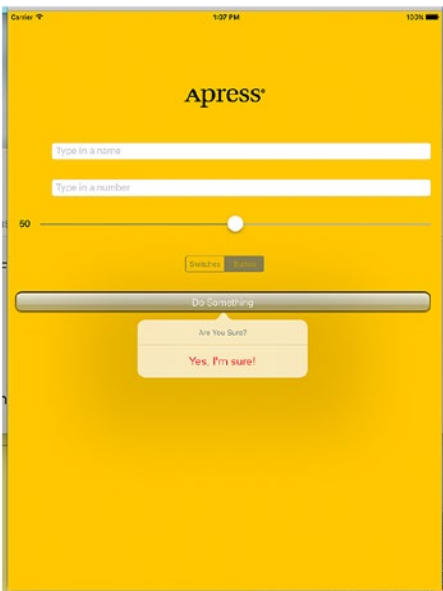 Carrier 1:07 PM 100%
Apress®
Type in a name
Type in a number
50
Switches Button
Do Something
Are You Sure?
Yes, I'm sure!